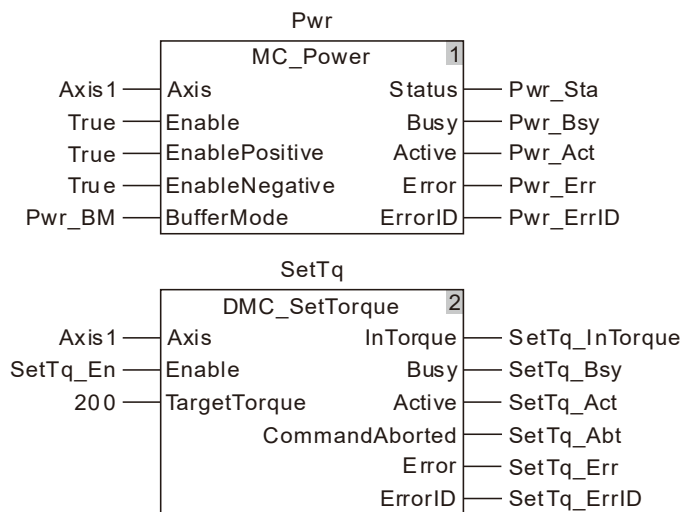 Pwr
MC_Power 1
Axis1 Axis Status Pwr_Sta
True Enable Busy Pwr_Bsy
True EnablePositive Active Pwr_Act
True EnableNegative Error Pwr_Err
Pwr_BM BufferMode ErrorID Pwr_ErrID
SetTq
DMC_SetTorque 2
Axis1 Axis InTorque SetTq_InTorque
SetTq_En Enable Busy SetTq_Bsy
200 TargetTorque Active SetTq_Act
CommandAborted SetTq_Abt
Error SetTq_Err
ErrorID SetTq_ErrID